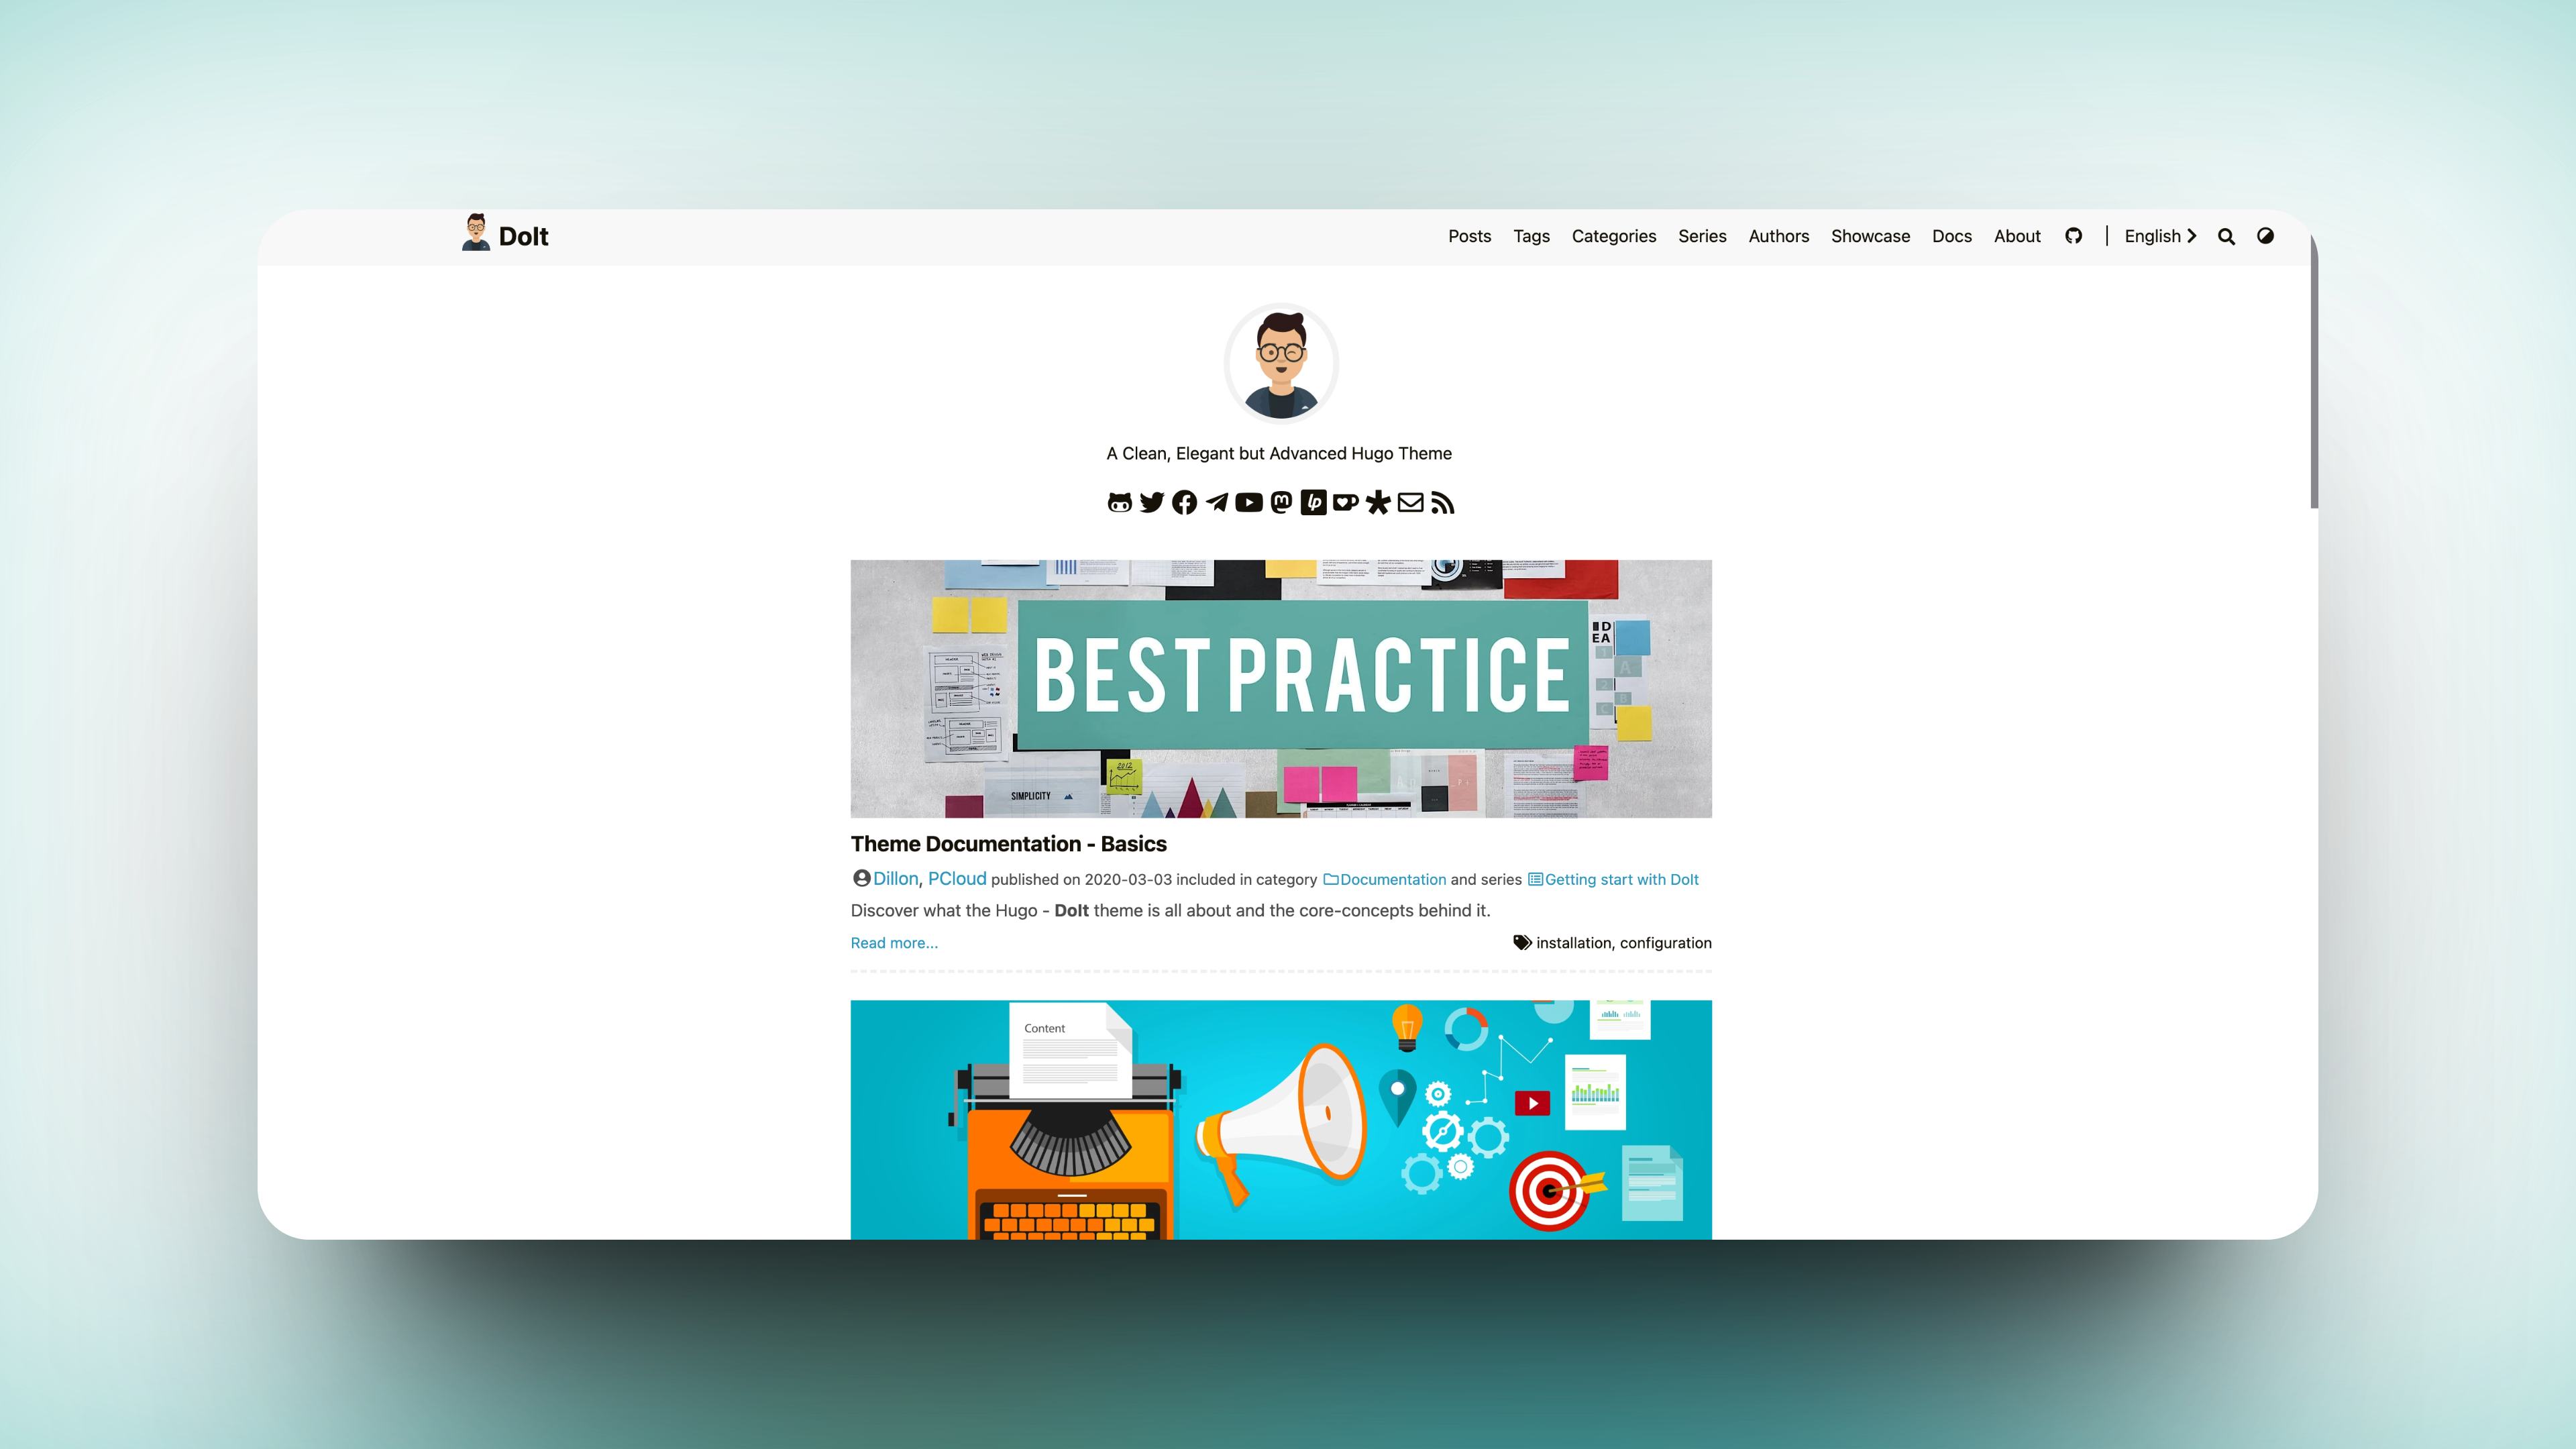 DoIt
Posts Tags Categories Series Authors Showcase Docs About English
A Clean, Elegant but Advanced Hugo Theme
IDEA
BEST PRACTICE
2012
SIMPLICITY
Theme Documentation - Basics
Dillon, PCloud published on 2020-03-03 included in category Documentation and series Getting start with DoIt
Discover what the Hugo - DoIt theme is all about and the core-concepts behind it.
Read more... installation, configuration
Content